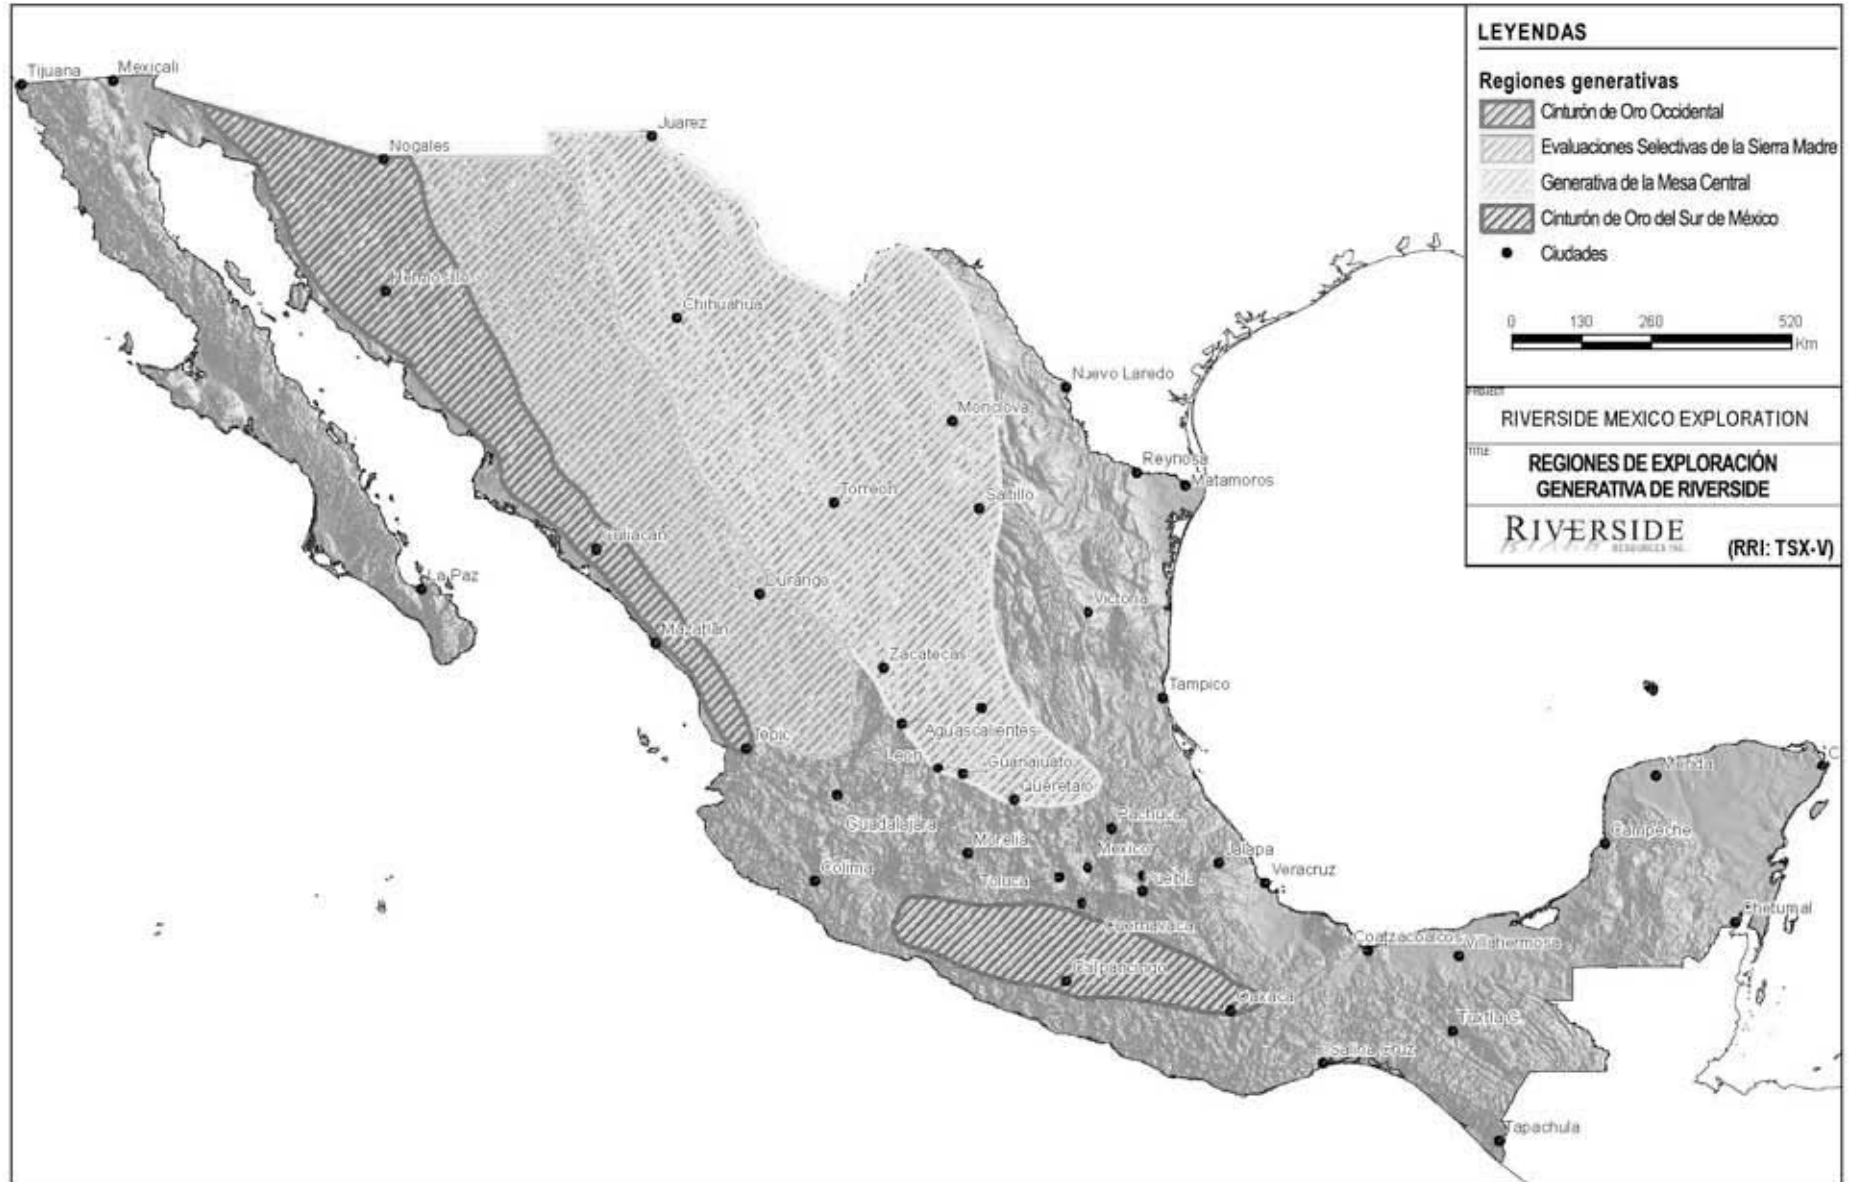 Tijuana
Mexicali
Nogales
Juarez
Hermosillo
Chihuahua
Nuevo Laredo
Monclova
Reynosa
Matamoros
Torreon
Saltillo
Culiacan
La Paz
Durango
Victoria
Mazatlan
Zacatecas
Tampico
Aguascalientes
Tepic
Leon
Guanajuato
Queretaro
Guadalajara
Pachuca
Morelia
Mexico
Jalapa
Colima
Toluca
Puebla
Veracruz
Cuernavaca
Chilpancingo
Oaxaca
Coatzacoalcos
Villahermosa
Tuxtla G.
Salina Cruz
Tapachula
Merida
C
Campeche
Chetumal
LEYENDAS
Regiones generativas
Cinturón de Oro Occidental
Evaluaciones Selectivas de la Sierra Madre
Generativa de la Mesa Central
Cinturón de Oro del Sur de México
Ciudades
0 130 260 520
Km
PROJECT
RIVERSIDE MEXICO EXPLORATION
TITLE
REGIONES DE EXPLORACIÓN
GENERATIVA DE RIVERSIDE
RIVERSIDE
RESOURCES INC.
(RRI: TSX-V)